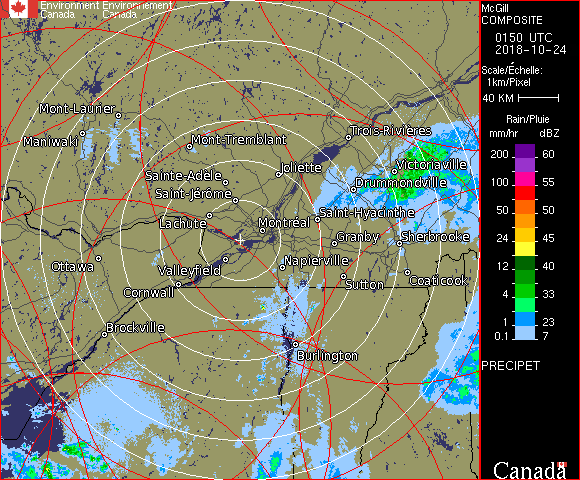 Environment Environnement
Canada Canada
McGill
COMPOSITE
0150 UTC
2018-10-24
Scale/Échelle:
1km/Pixel
40 KM
Rain/Pluie
mm/hr dBZ
200 60
150 58
100 55
50 50
24 45
12 40
4 33
1 23
0.1 7
PRECIPET
Canada
Mont-Laurier
Maniwaki
Mont-Tremblant
Trois-Rivières
Joliette
Victoriaville
Sainte-Adèle
Drummondville
Saint-Jérôme
Lachute
Saint-Hyacinthe
Montréal
Granby
Sherbrooke
Ottawa
Valleyfield
Napierville
Cornwall
Sutton
Coaticook
Brockville
Burlington